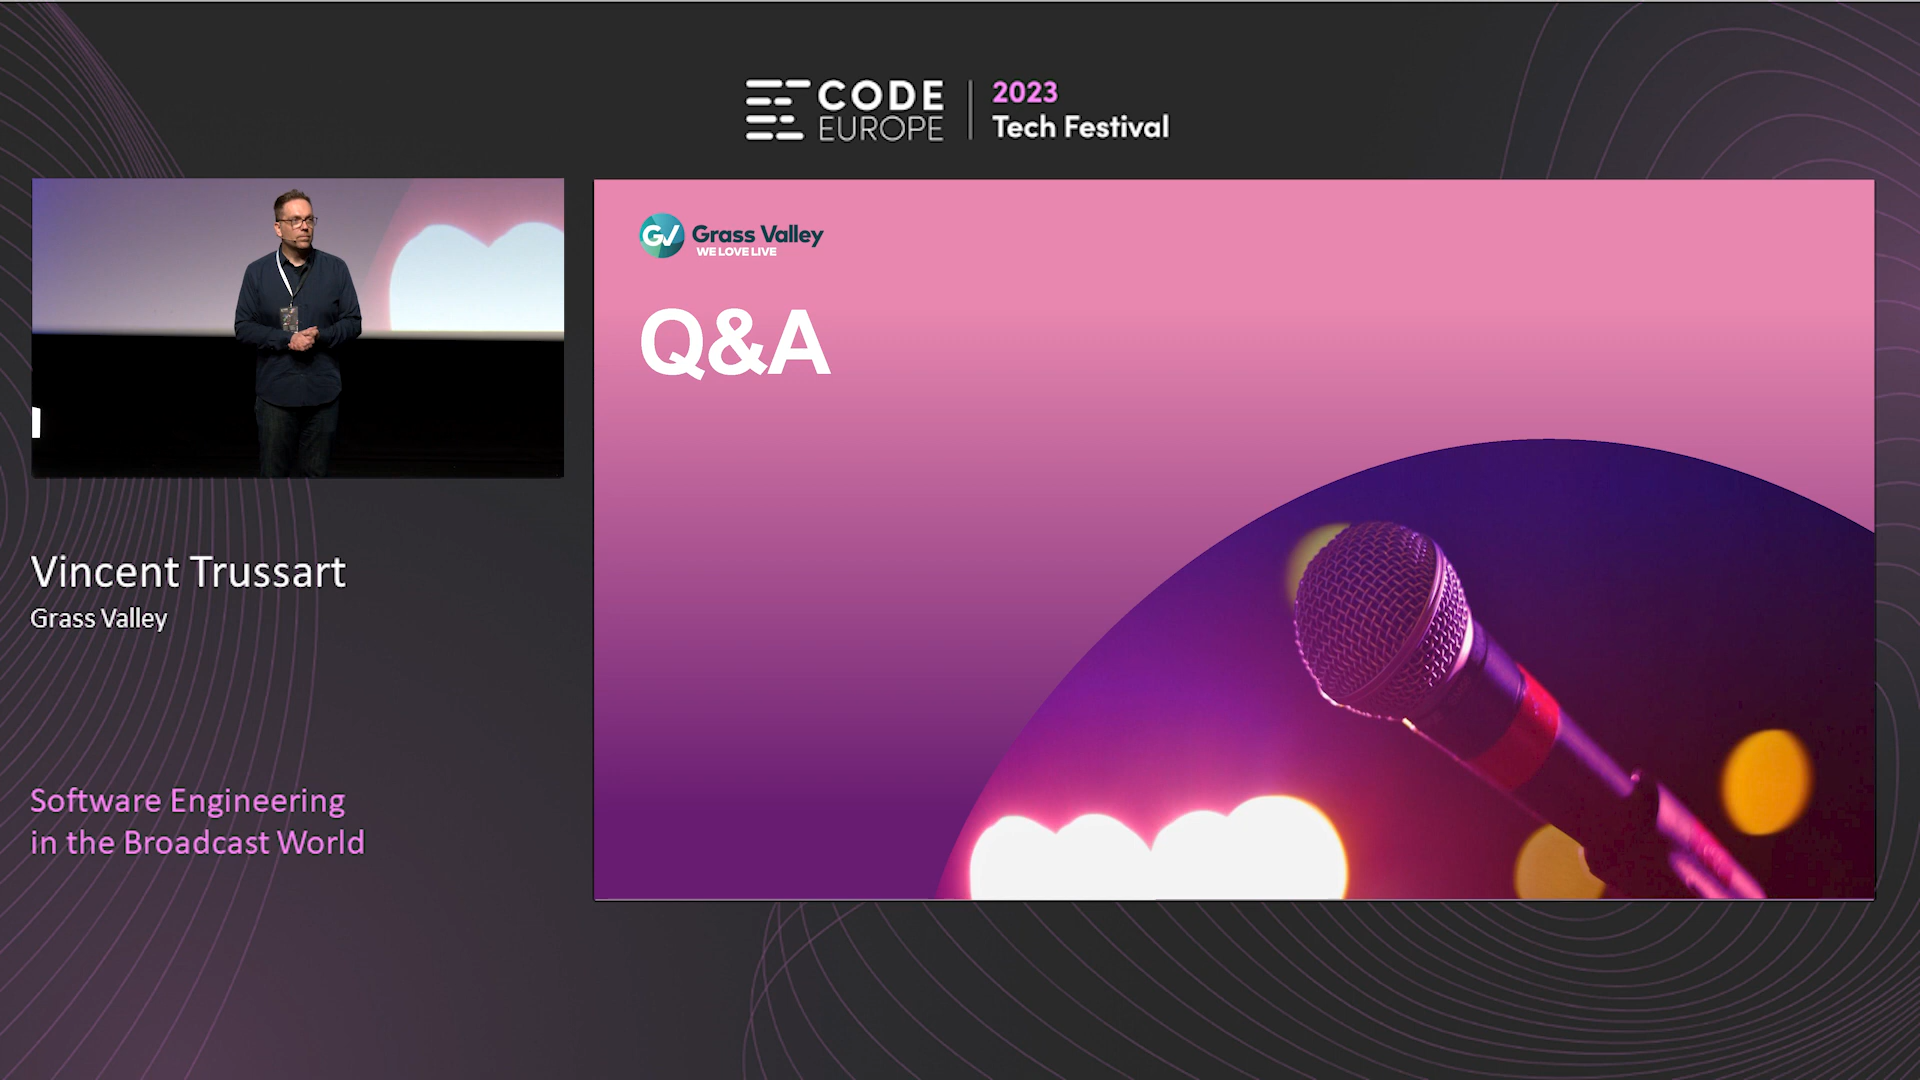 CODE
EUROPE
2023
Tech Festival
GV Grass Valley
WE LOVE LIVE
Q&A
Vincent Trussart
Grass Valley
Software Engineering
in the Broadcast World